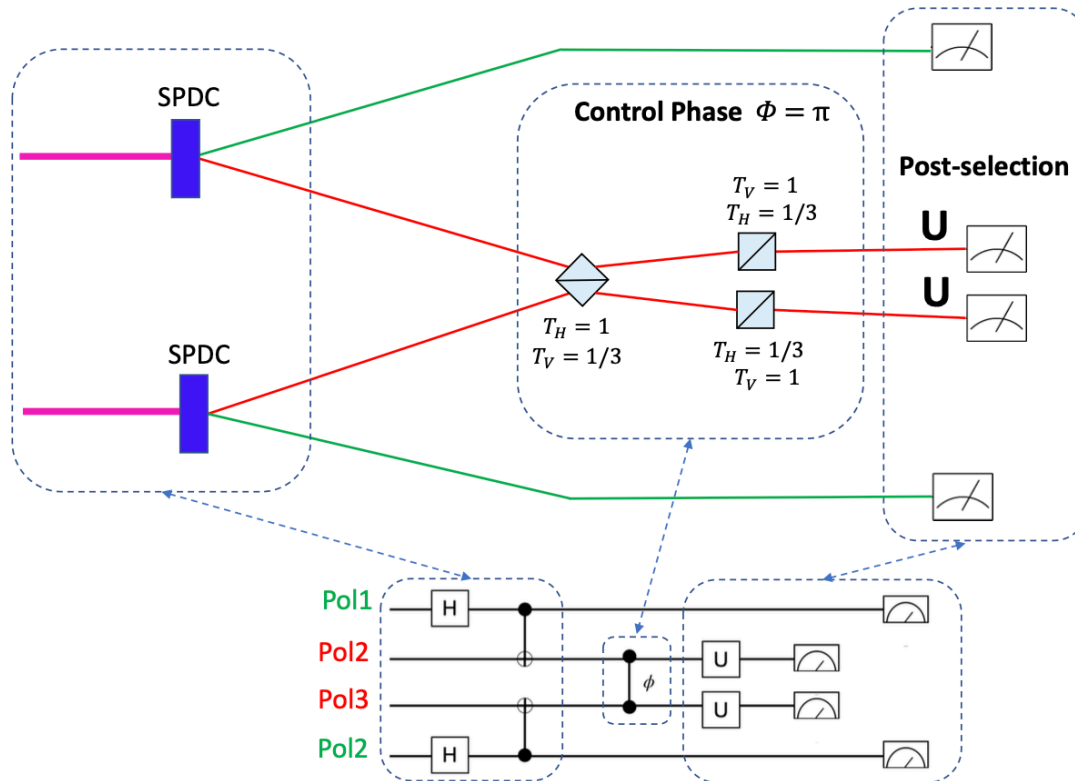 SPDC
Control Phase Φ = π
T_V = 1
T_H = 1/3
Post-selection
U
U
T_H = 1
T_V = 1/3
T_H = 1/3
T_V = 1
SPDC
Pol1
H
Pol2
U
ϕ
Pol3
U
Pol2
H